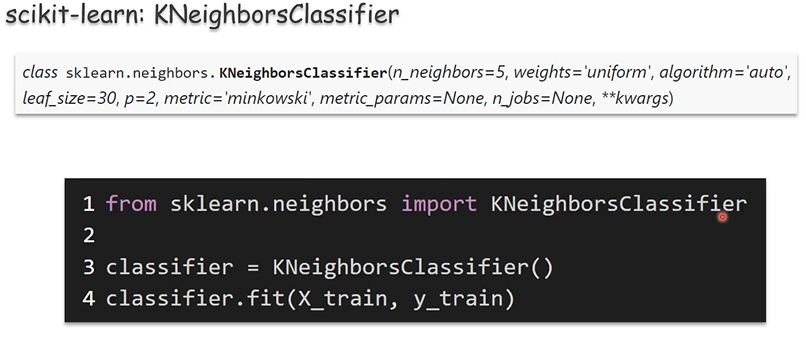 scikit-learn: KNeighborsClassifier
class sklearn.neighbors.KNeighborsClassifier(n_neighbors=5, weights='uniform', algorithm='auto',
leaf_size=30, p=2, metric='minkowski', metric_params=None, n_jobs=None, **kwargs)
1 from sklearn.neighbors import KNeighborsClassifier
2
3 classifier = KNeighborsClassifier()
4 classifier.fit(X_train, y_train)